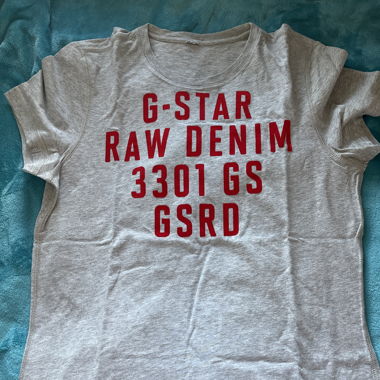 G-STAR
RAW DENIM
3301 GS
GSRD